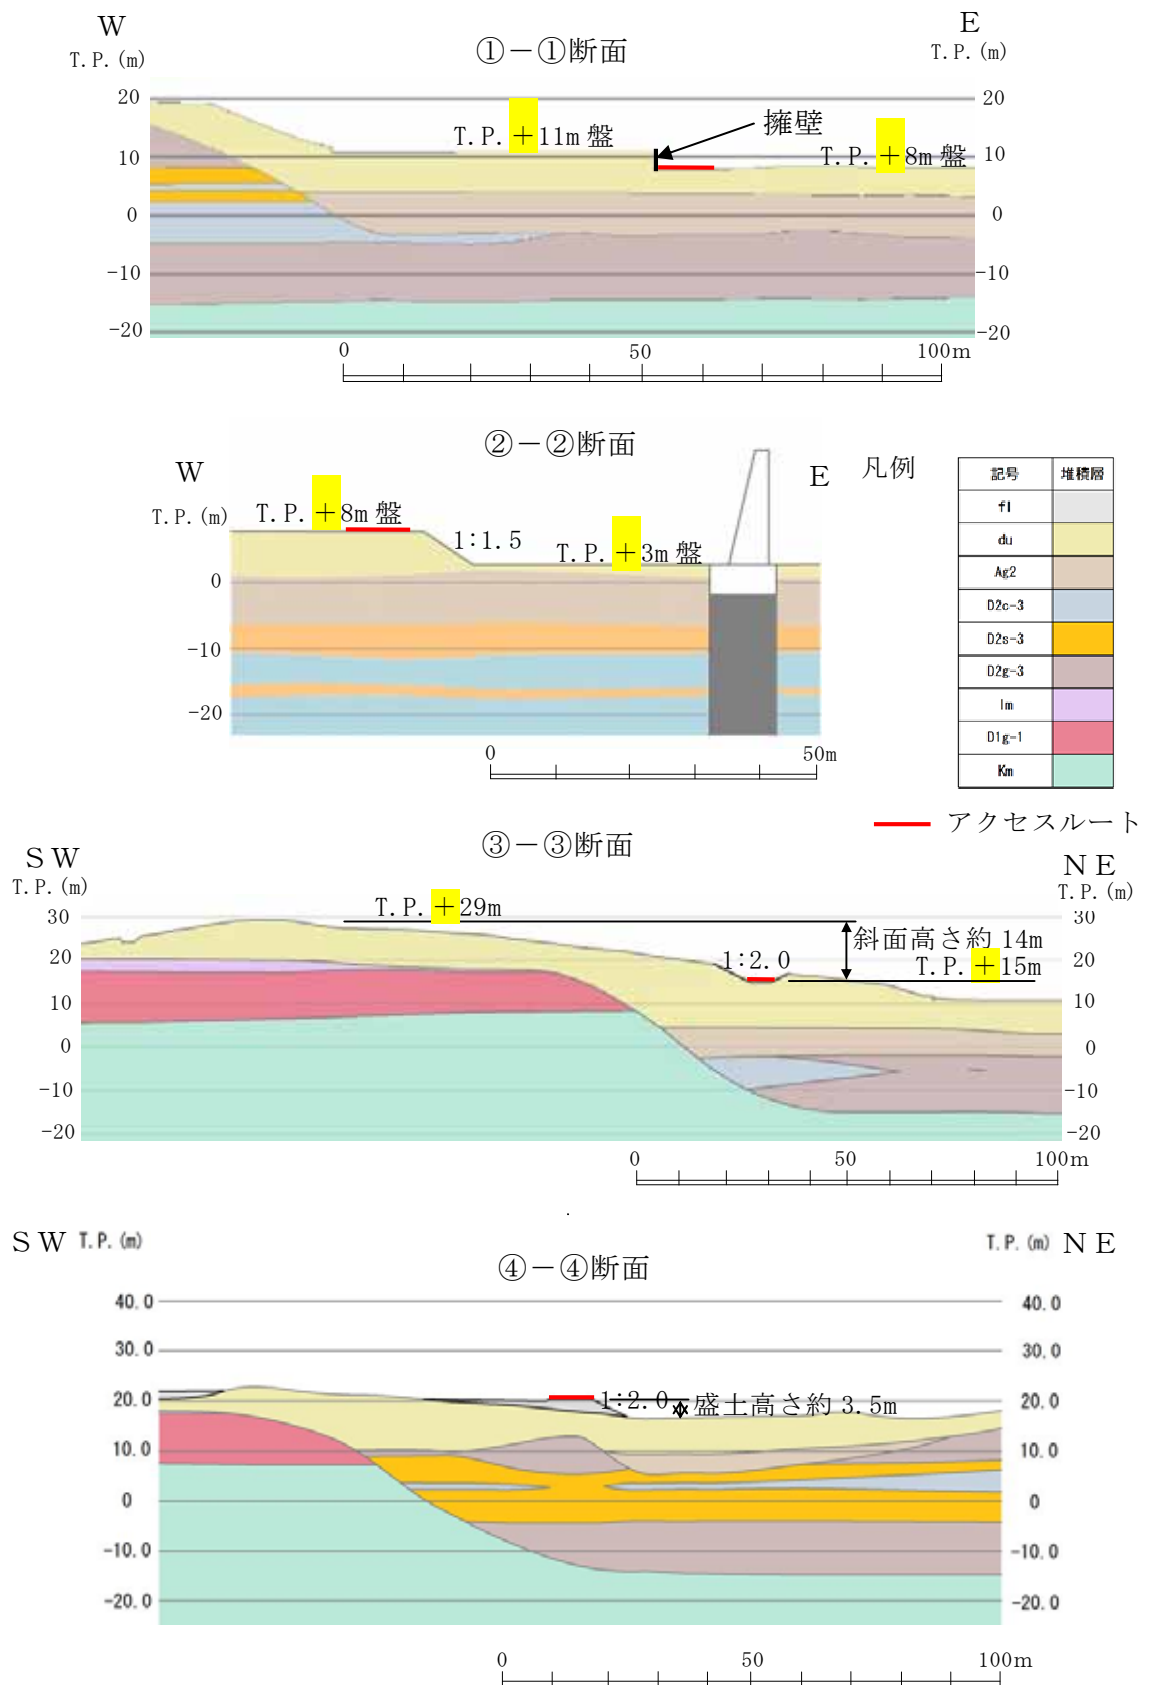 W
E
T.P.(m)
①－①断面
T.P.(m)
20
T.P.＋11m 盤
擁壁
20
10
T.P.＋8m 盤
10
0
0
-10
-10
-20
-20
0 50 100m
②－②断面
W
E
凡例
T.P.(m)
T.P.＋8m 盤
1:1.5
T.P.＋3m 盤
0
-10
-20
0 50m
記号 堆積層
fl
du
Ag2
D2c-3
D2s-3
D2g-3
lm
D1g-1
Km
アクセスルート
③－③断面
SW
NE
T.P.(m)
T.P.(m)
30
T.P.＋29m
30
斜面高さ約 14m
20
1:2.0
T.P.＋15m
20
10
10
0
0
-10
-10
-20
-20
0 50 100m
SW T.P.(m)
T.P.(m) NE
④－④断面
40.0 40.0
30.0 30.0
20.0
1:2.0
盛土高さ約 3.5m
20.0
10.0 10.0
0 0
-10.0 -10.0
-20.0 -20.0
0 50 100m